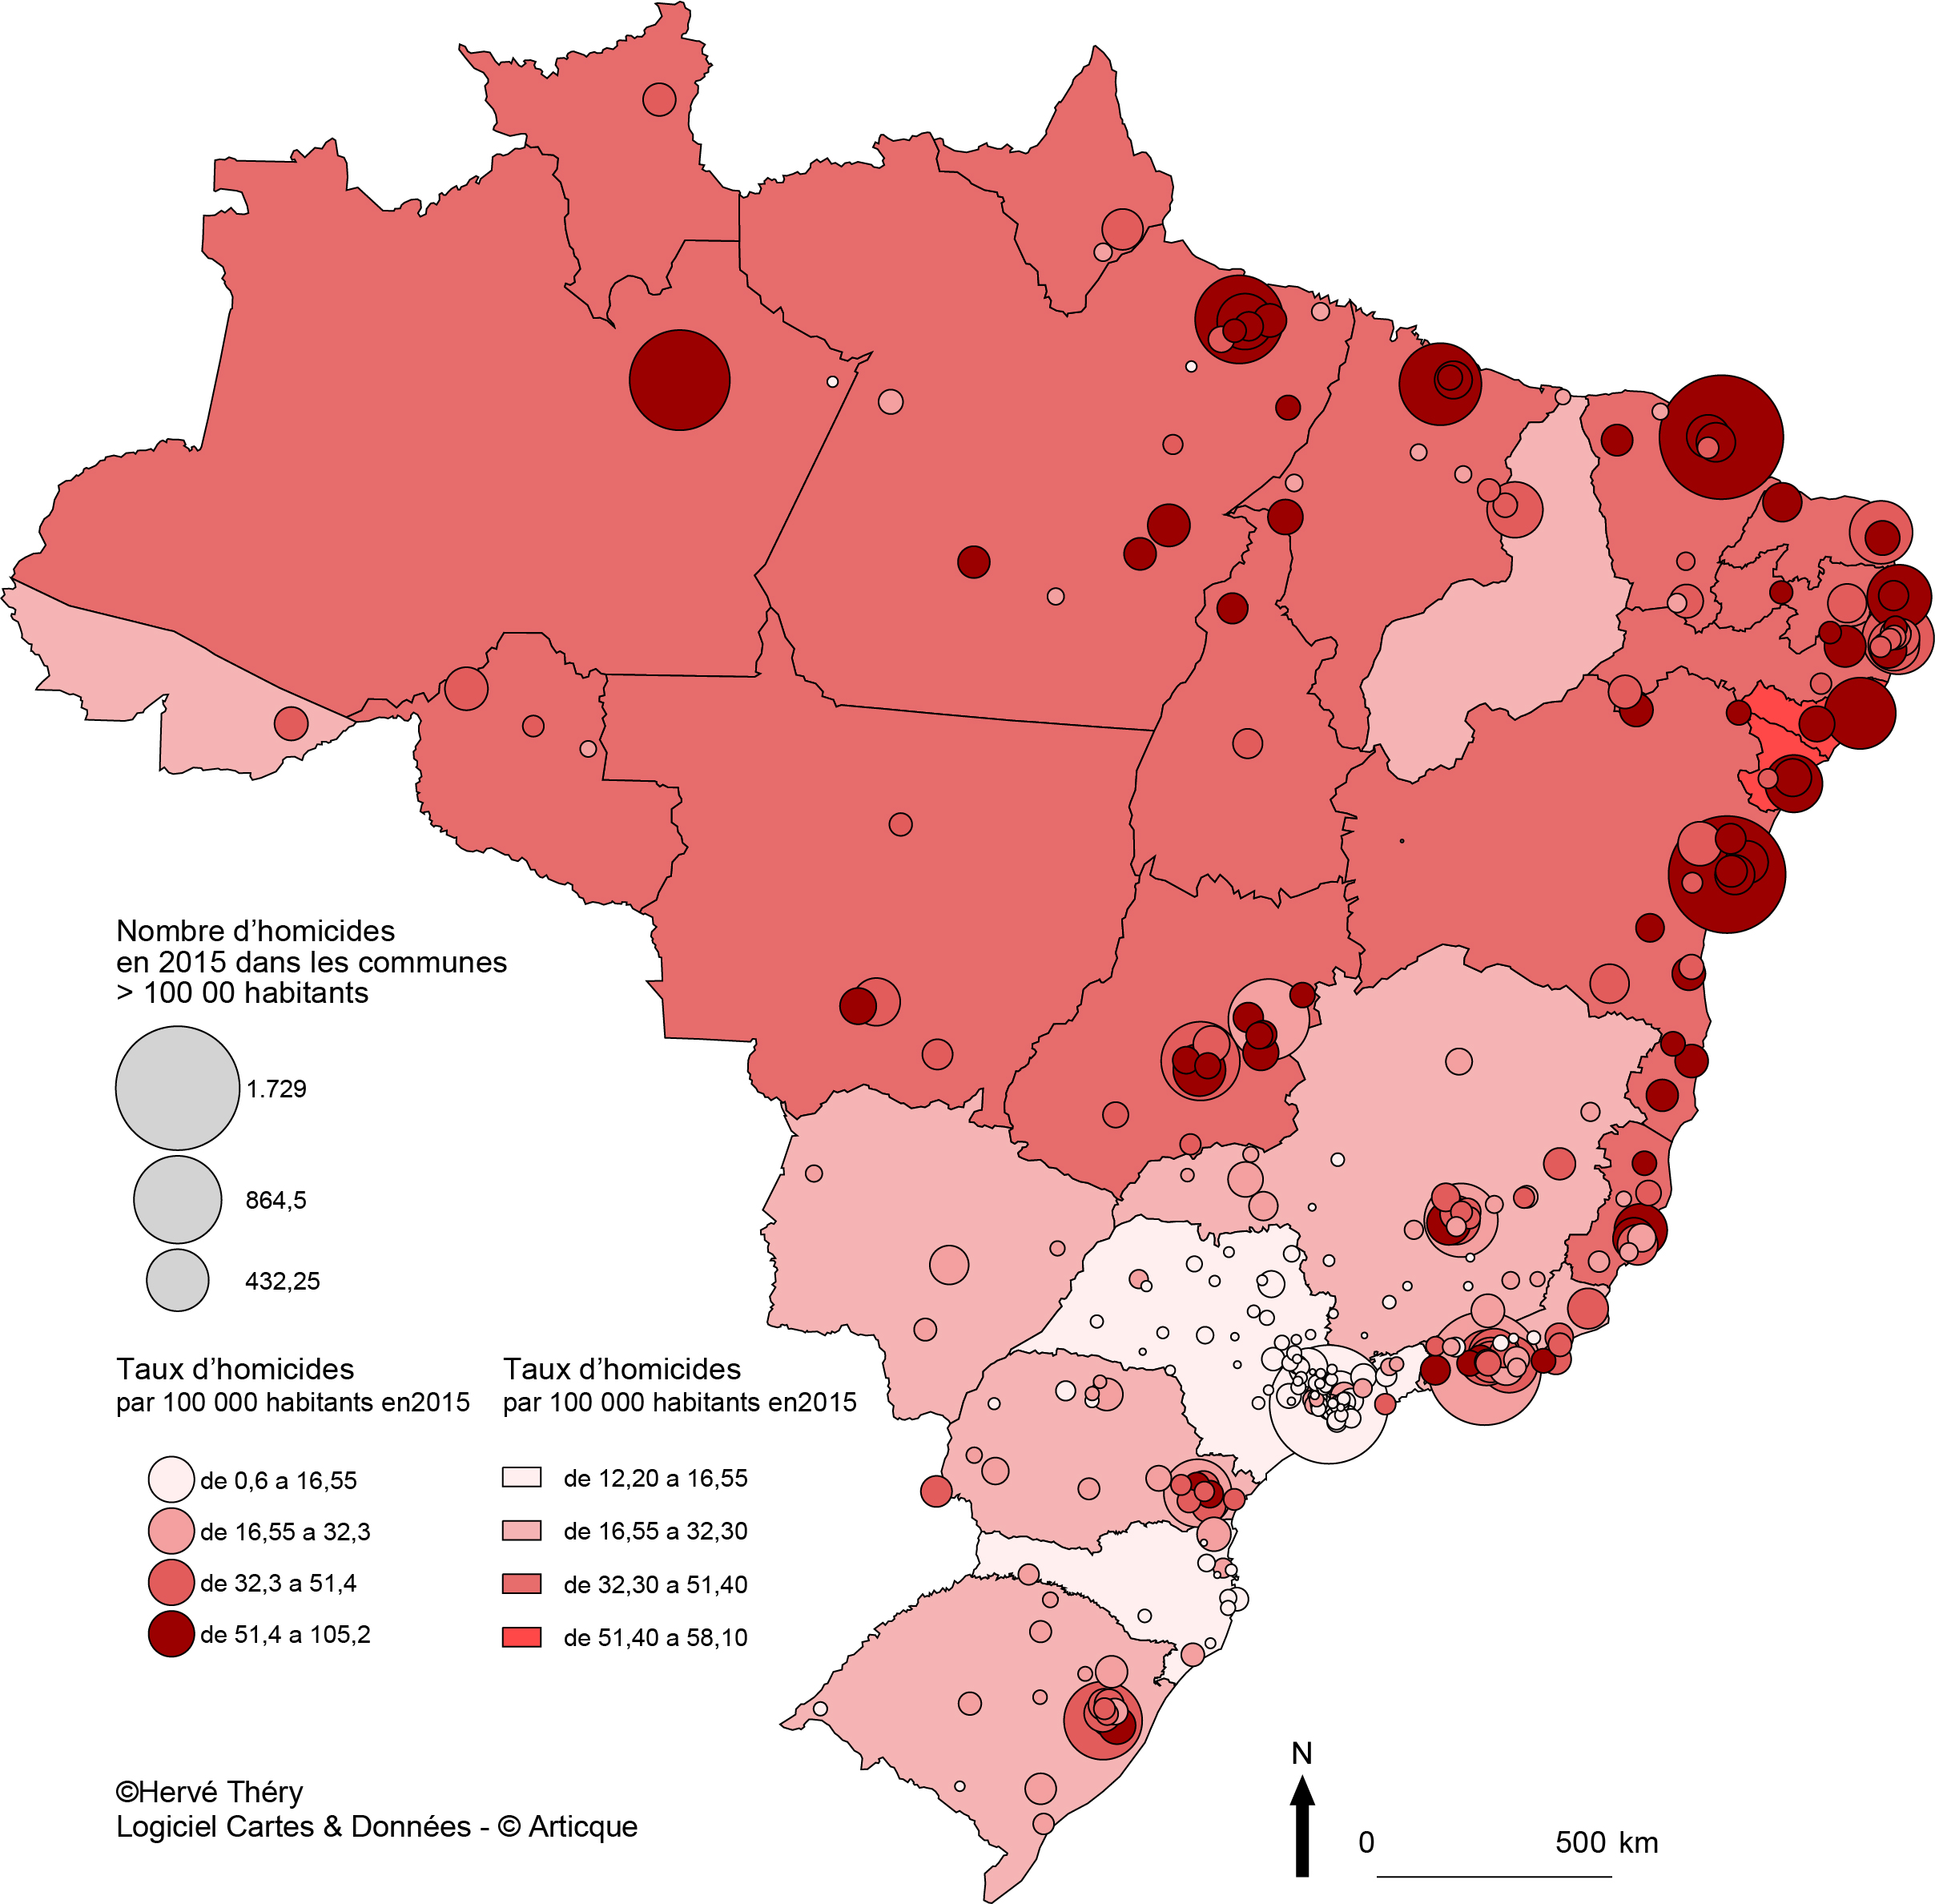 Nombre d’homicides
en 2015 dans les communes
> 100 00 habitants
1.729
864,5
432,25
Taux d’homicides
par 100 000 habitants en2015
de 0,6 a 16,55
de 16,55 a 32,3
de 32,3 a 51,4
de 51,4 a 105,2
Taux d’homicides
par 100 000 habitants en2015
de 12,20 a 16,55
de 16,55 a 32,30
de 32,30 a 51,40
de 51,40 a 58,10
©Hervé Théry
Logiciel Cartes & Données - © Articque
N
0 500 km